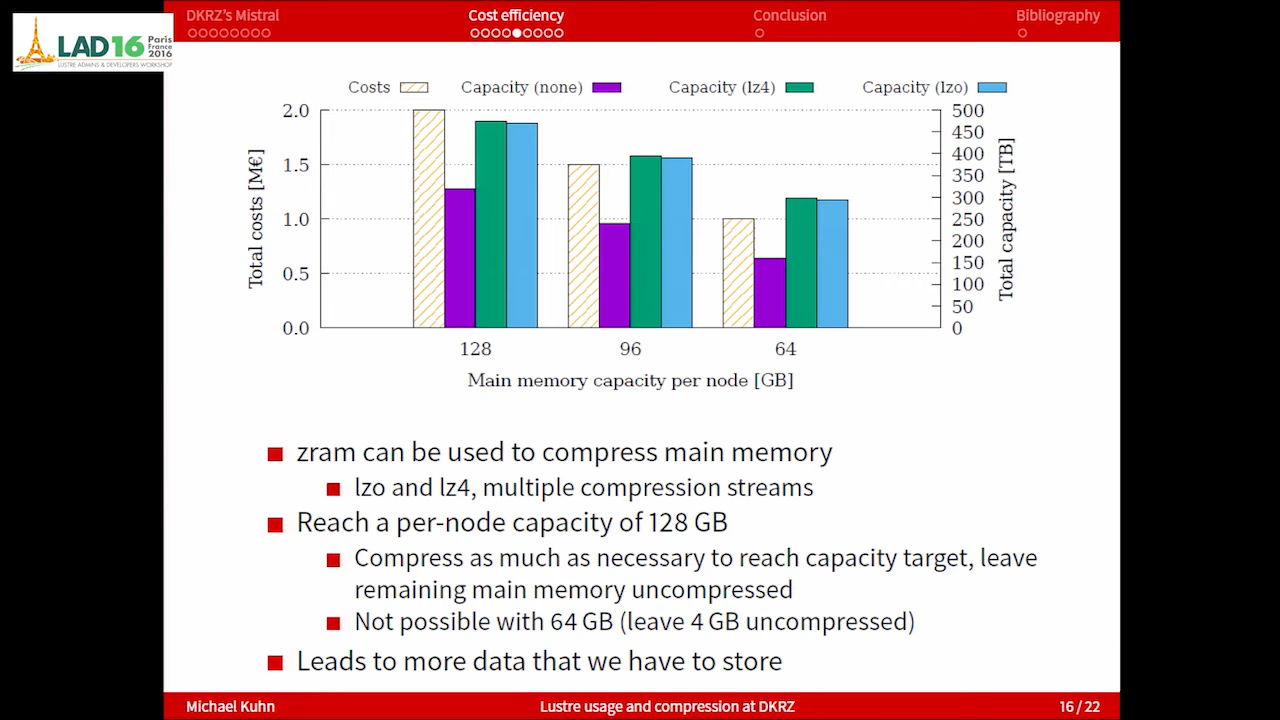 DKRZ's Mistral
Cost efficiency
Conclusion
Bibliography
LAD16 Paris France 2016
LUSTRE ADMINS & DEVELOPERS WORKSHOP
Costs
Capacity (none)
Capacity (lz4)
Capacity (lzo)
2.0
1.5
1.0
0.5
0.0
Total costs [M€]
500
450
400
350
300
250
200
150
100
50
0
Total capacity [TB]
128
96
64
Main memory capacity per node [GB]
zram can be used to compress main memory
lzo and lz4, multiple compression streams
Reach a per-node capacity of 128 GB
Compress as much as necessary to reach capacity target, leave
remaining main memory uncompressed
Not possible with 64 GB (leave 4 GB uncompressed)
Leads to more data that we have to store
Michael Kuhn
Lustre usage and compression at DKRZ
16 / 22